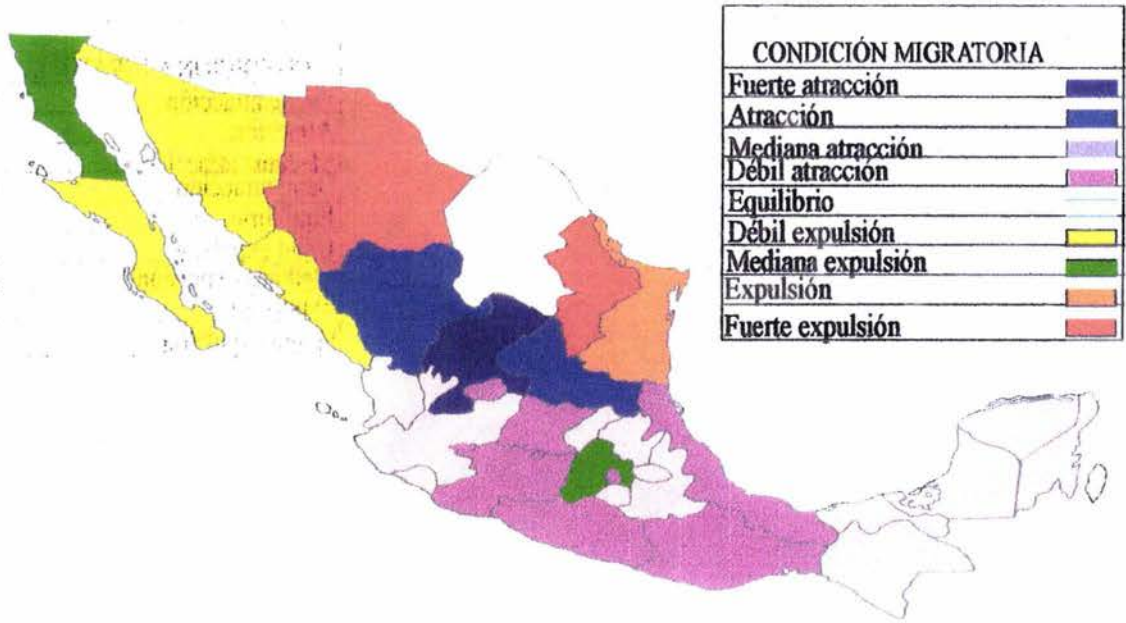 CONDICIÓN MIGRATORIA
Fuerte atracción
Atracción
Mediana atracción
Débil atracción
Equilibrio
Débil expulsión
Mediana expulsión
Expulsión
Fuerte expulsión